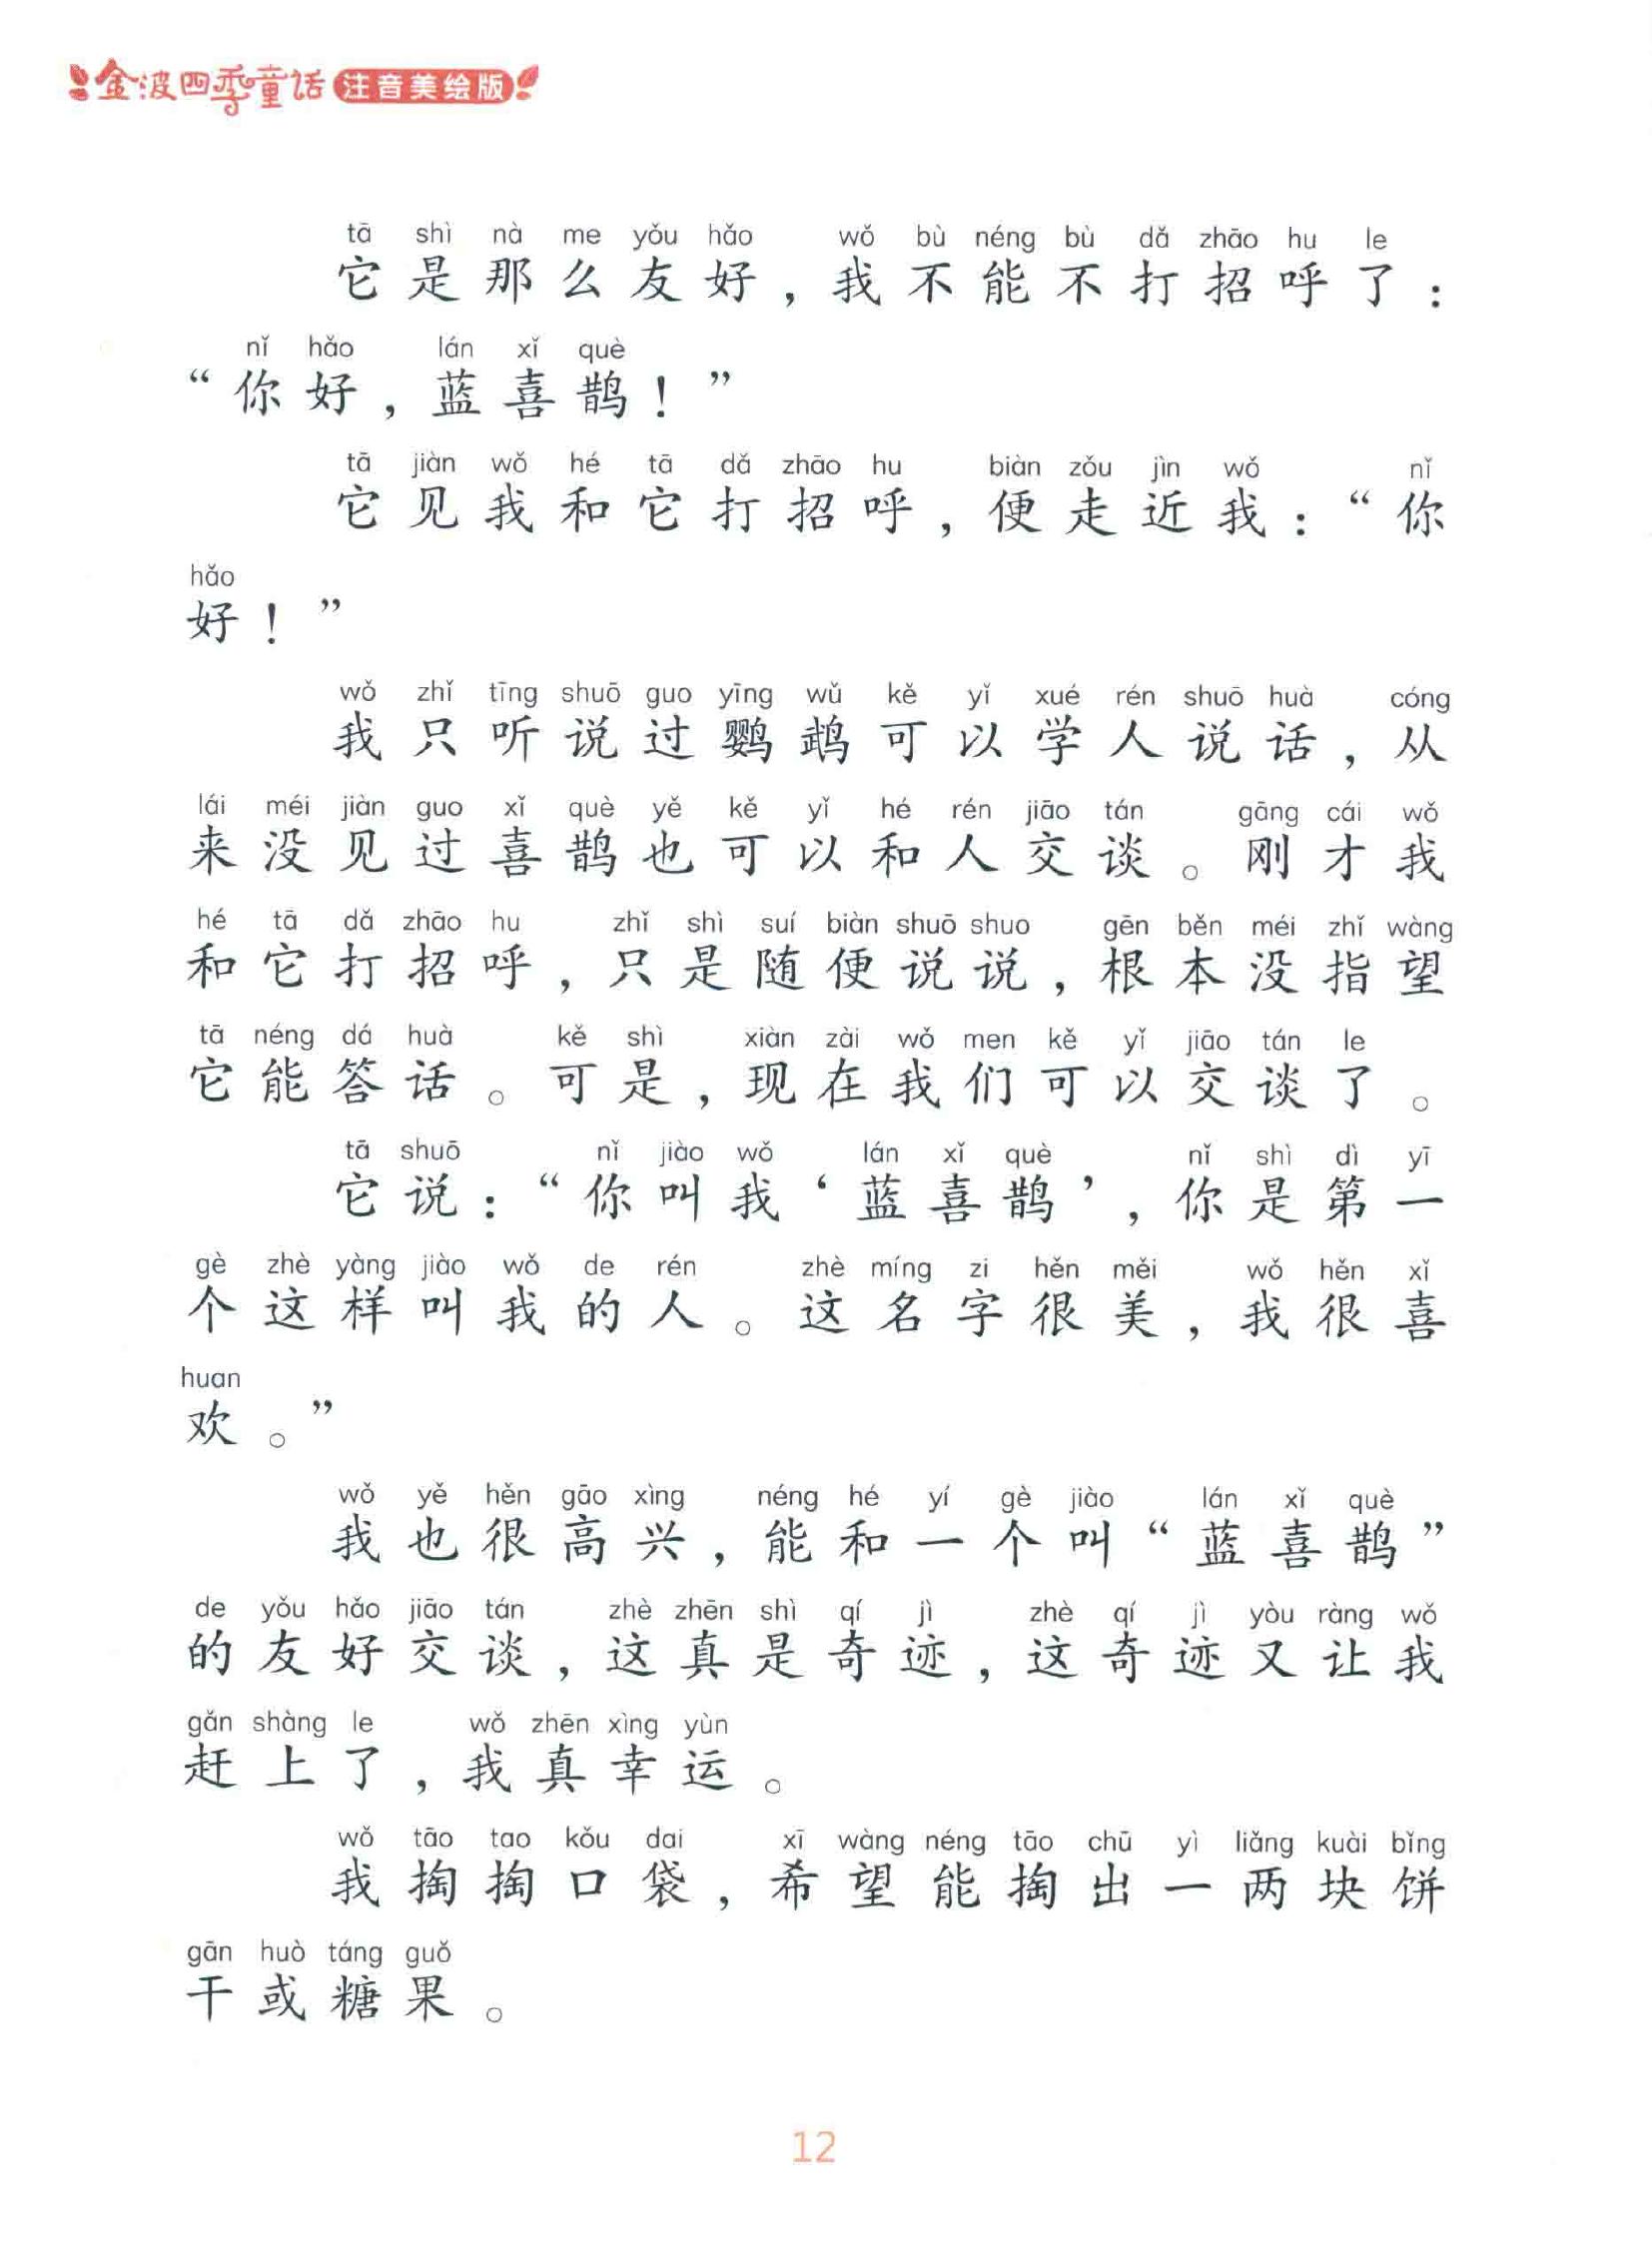 金波四季童话 注音美绘版
tā shì nà me yǒu hǎo wǒ bù néng bù dǎ zhāo hu le
它是那么友好，我不能不打招呼了：
nǐ hǎo lán xǐ què
“你好，蓝喜鹊！”
tā jiàn wǒ hé tā dǎ zhāo hu biàn zǒu jìn wǒ nǐ
它见我和它打招呼，便走近我：“你
hǎo
好！”
wǒ zhǐ tīng shuō guo yīng wǔ kě yǐ xué rén shuō huà cóng
我只听说过鹦鹉可以学人说话，从
lái méi jiàn guo xǐ què yě kě yǐ hé rén jiāo tán gāng cái wǒ
来没见过喜鹊也可以和人交谈。刚才我
hé tā dǎ zhāo hu zhǐ shì suí biàn shuō shuo gēn běn méi zhǐ wàng
和它打招呼，只是随便说说，根本没指望
tā néng dá huà kě shì xiàn zài wǒ men kě yǐ jiāo tán le
它能答话。可是，现在我们可以交谈了。
tā shuō nǐ jiào wǒ lán xǐ què nǐ shì dì yī
它说：“你叫我‘蓝喜鹊’，你是第一
gè zhè yàng jiào wǒ de rén zhè míng zi hěn měi wǒ hěn xǐ
个这样叫我的人。这名字很美，我很喜
huan
欢。”
wǒ yě hěn gāo xìng néng hé yí gè jiào lán xǐ què
我也很高兴，能和一个叫“蓝喜鹊”
de yǒu hǎo jiāo tán zhè zhēn shì qí jì zhè qí jì yòu ràng wǒ
的友好交谈，这真是奇迹，这奇迹又让我
gǎn shàng le wǒ zhēn xìng yùn
赶上了，我真幸运。
wǒ tāo tao kǒu dai xī wàng néng tāo chū yì liǎng kuài bǐng
我掏掏口袋，希望能掏出一两块饼
gān huò táng guǒ
干或糖果。
12